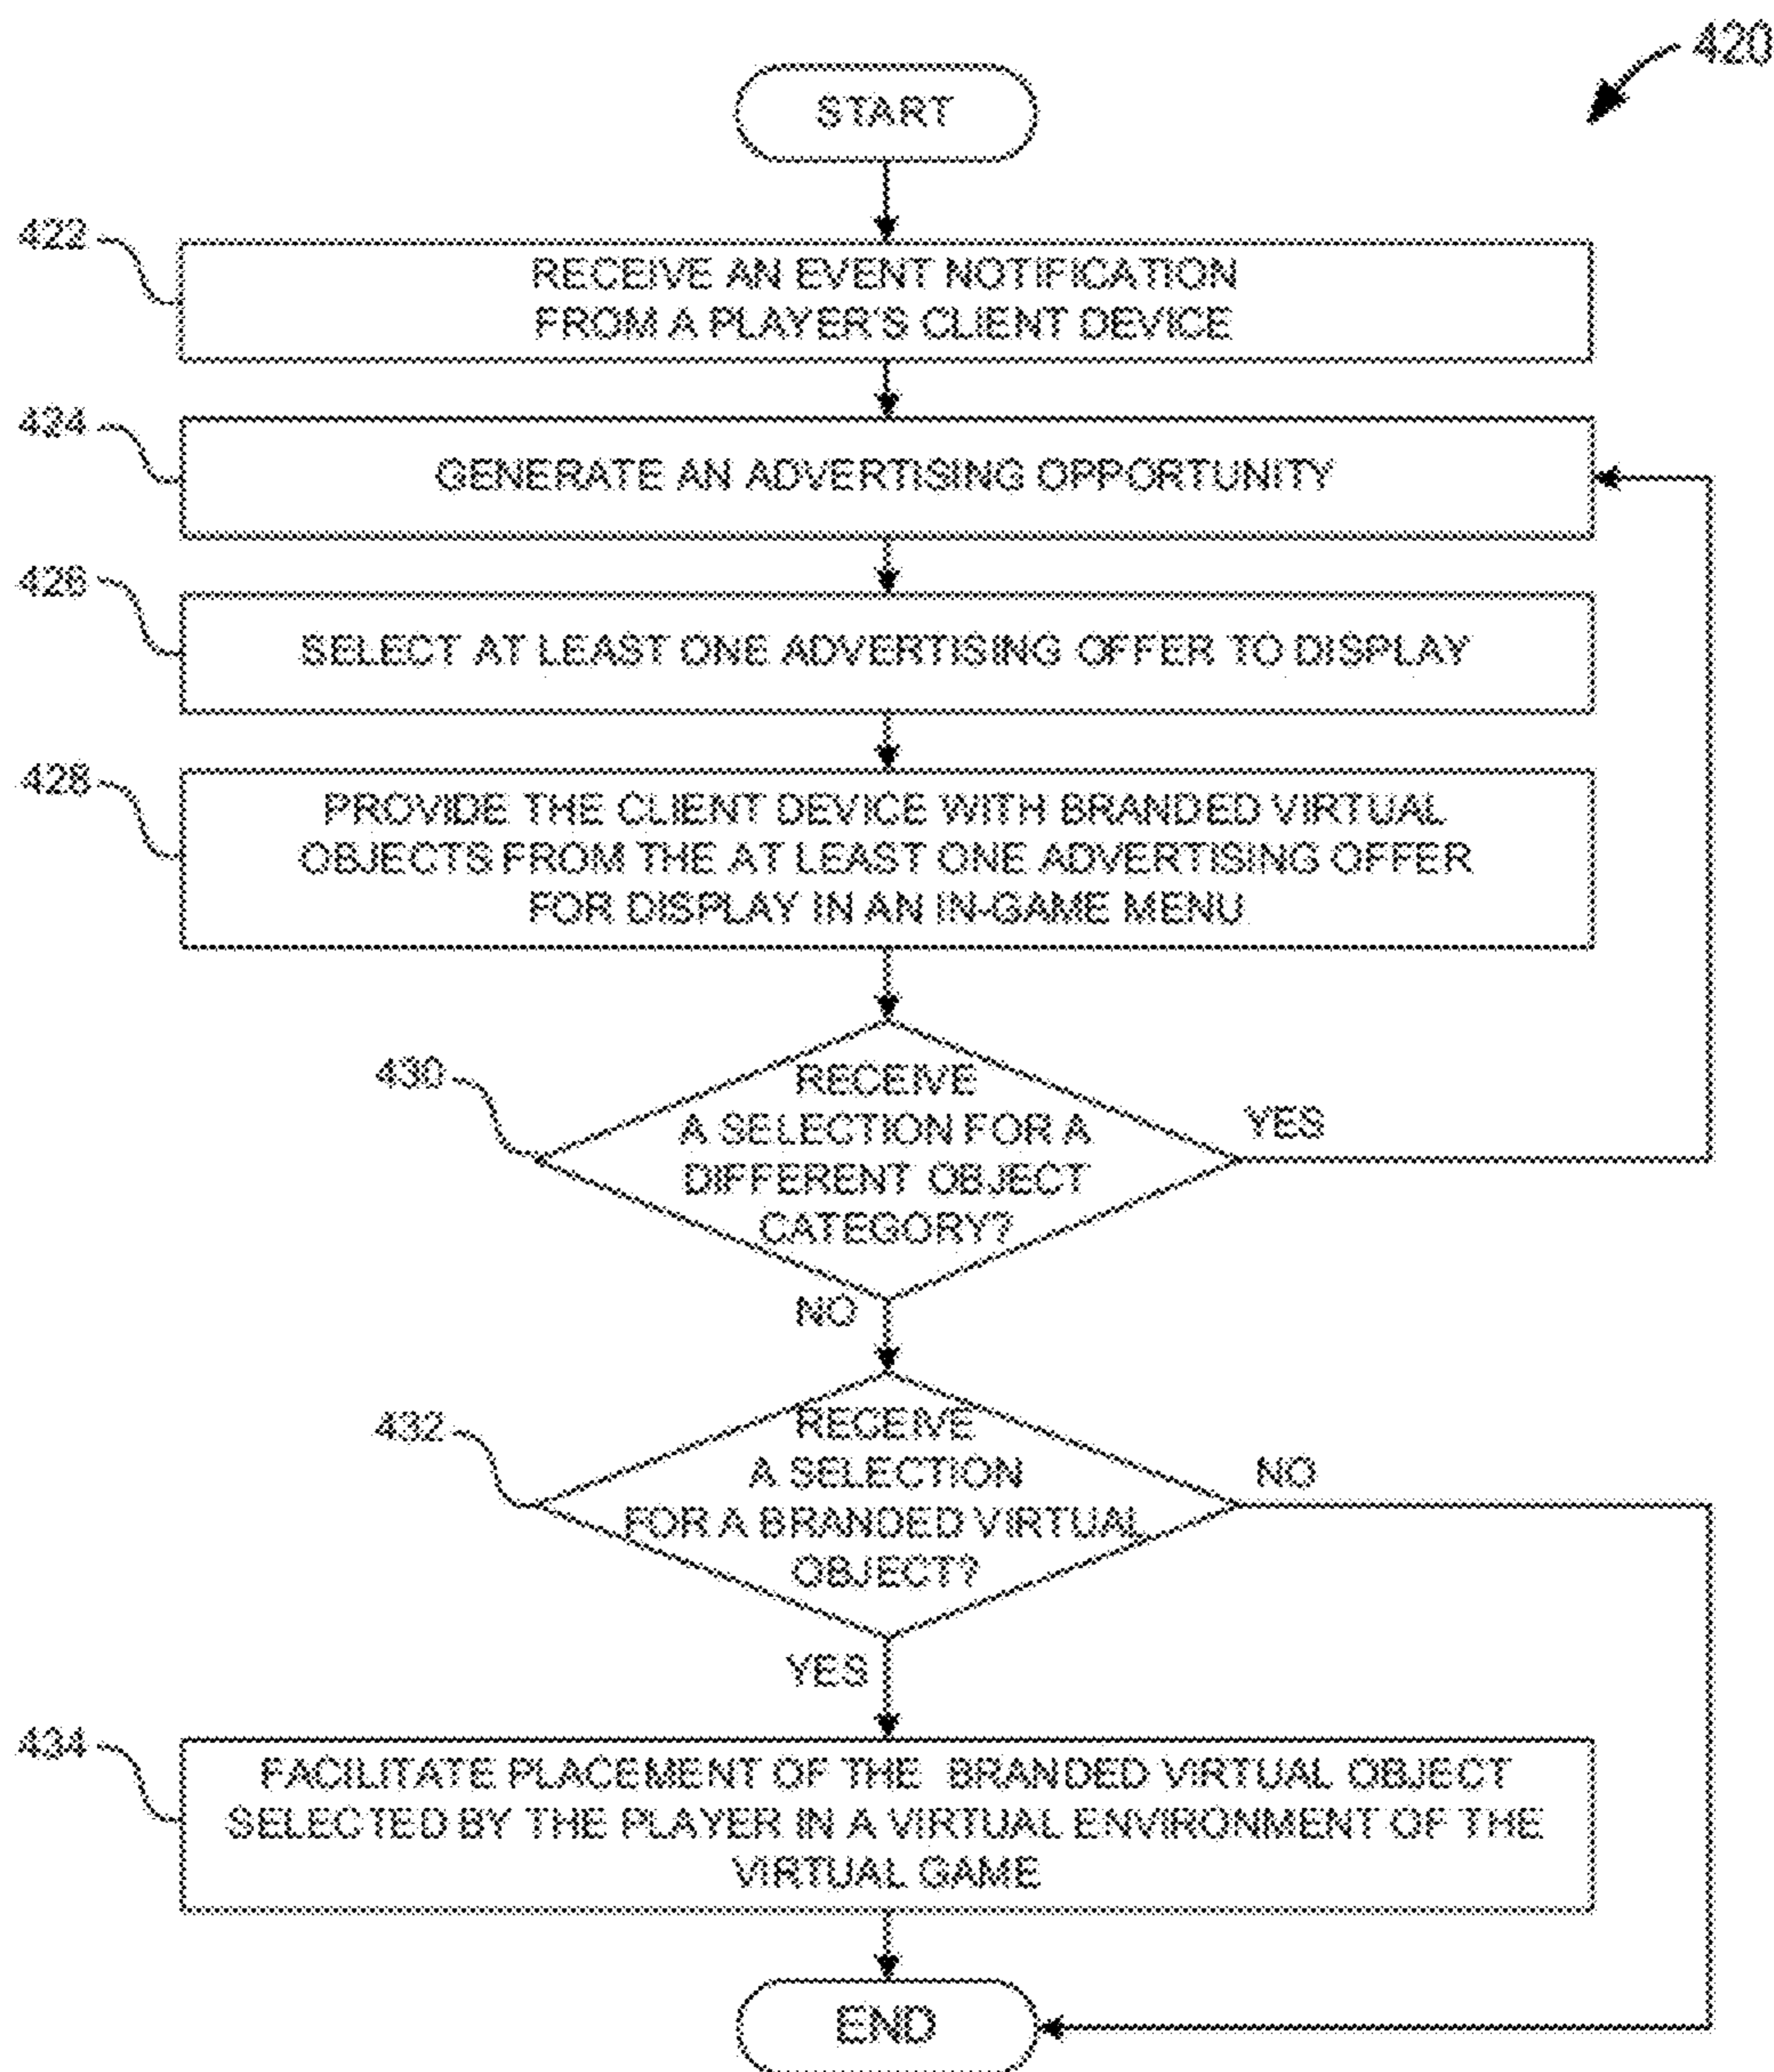 420
START
422
RECEIVE AN EVENT NOTIFICATION
FROM A PLAYER'S CLIENT DEVICE
424
GENERATE AN ADVERTISING OPPORTUNITY
426
SELECT AT LEAST ONE ADVERTISING OFFER TO DISPLAY
428
PROVIDE THE CLIENT DEVICE WITH BRANDED VIRTUAL
OBJECTS FROM THE AT LEAST ONE ADVERTISING OFFER
FOR DISPLAY IN AN IN-GAME MENU
430
RECEIVE
A SELECTION FOR A
DIFFERENT OBJECT
CATEGORY?
YES
NO
432
RECEIVE
A SELECTION
FOR A BRANDED VIRTUAL
OBJECT?
NO
YES
434
FACILITATE PLACEMENT OF THE BRANDED VIRTUAL OBJECT
SELECTED BY THE PLAYER IN A VIRTUAL ENVIRONMENT OF THE
VIRTUAL GAME
END